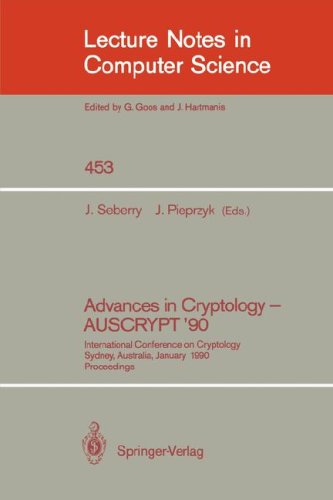 Lecture Notes in
Computer Science
Edited by G. Goos and J. Hartmanis
453
J. Seberry J. Pieprzyk (Eds.)
Advances in Cryptology –
AUSCRYPT '90
International Conference on Cryptology
Sydney, Australia, January 1990
Proceedings
Springer-Verlag